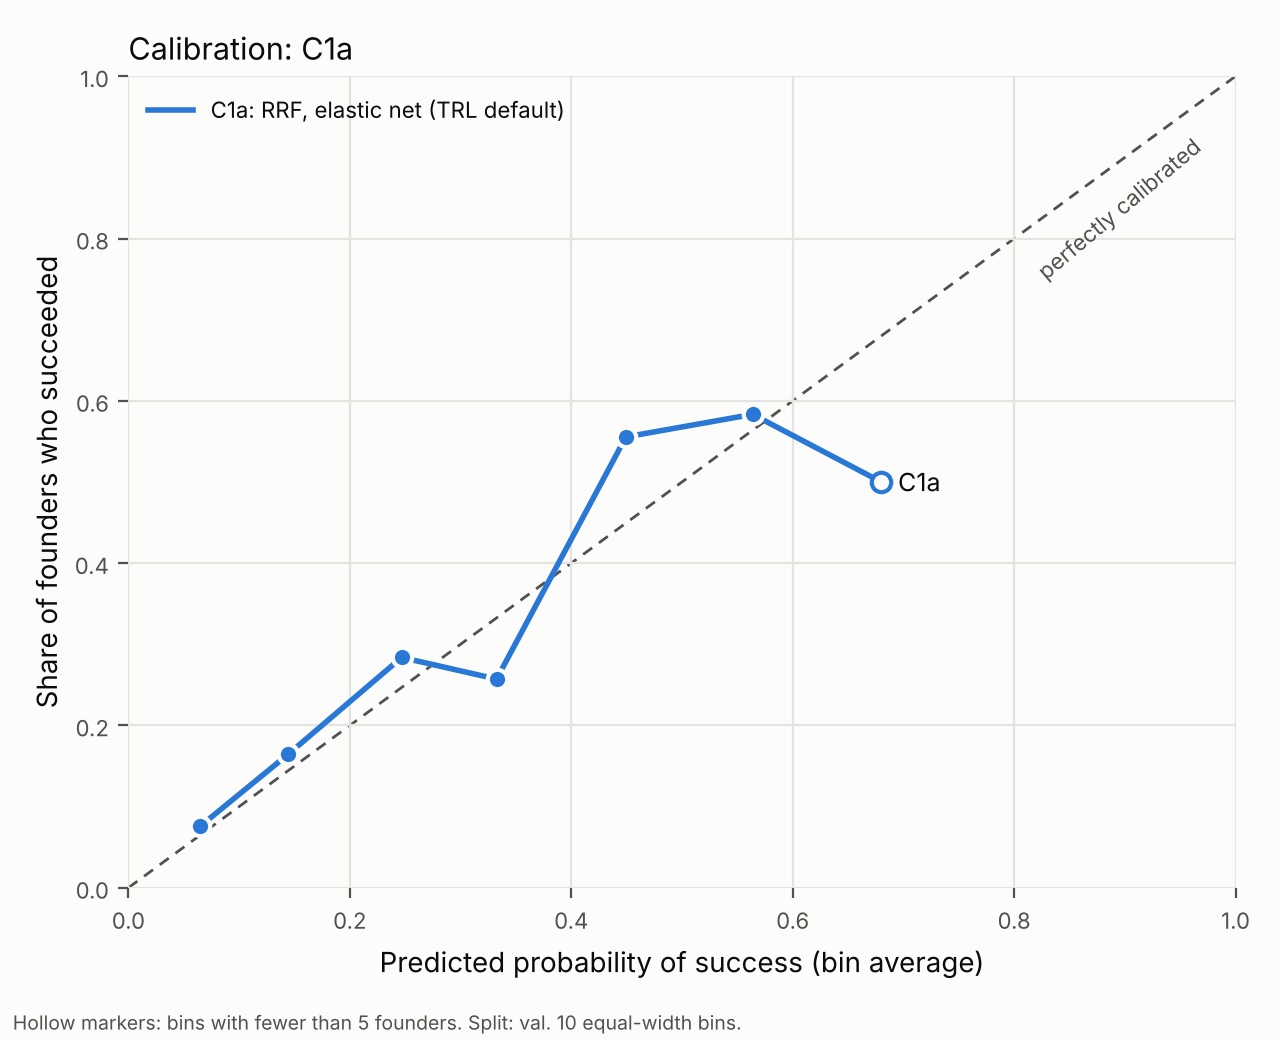 Calibration: C1a
1.0
C1a: RRF, elastic net (TRL default)
perfectly calibrated
0.8
Share of founders who succeeded
0.6
C1a
0.4
0.2
0.0
0.0 0.2 0.4 0.6 0.8 1.0
Predicted probability of success (bin average)
Hollow markers: bins with fewer than 5 founders. Split: val. 10 equal-width bins.